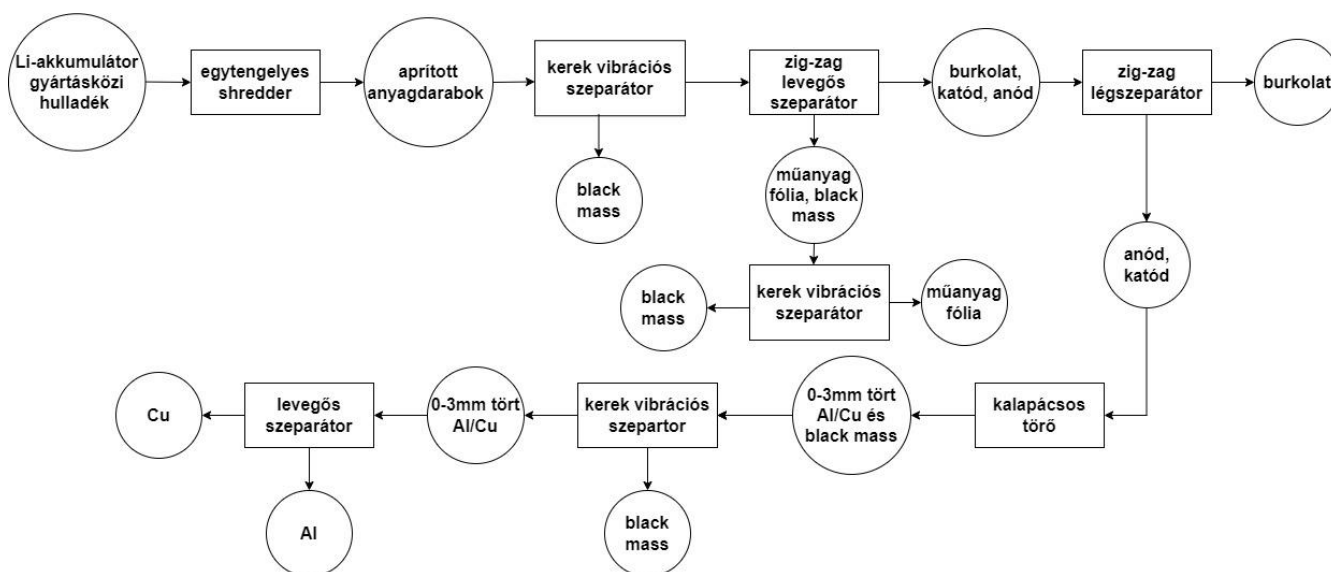 Li-akkumulátor
gyártásközi
hulladék
egytengelyes
shredder
aprított
anyagdarabok
kerek vibrációs
szeparátor
zig-zag
levegős
szeparátor
burkolat,
katód, anód
zig-zag
légszeparátor
burkolat
black
mass
műanyag
fólia, black
mass
anód,
katód
black
mass
kerek vibrációs
szeparátor
műanyag
fólia
Cu
levegős
szeparátor
0-3mm tört
Al/Cu
kerek vibrációs
szepartor
0-3mm tört
Al/Cu és
black mass
kalapácsos
törő
Al
black
mass